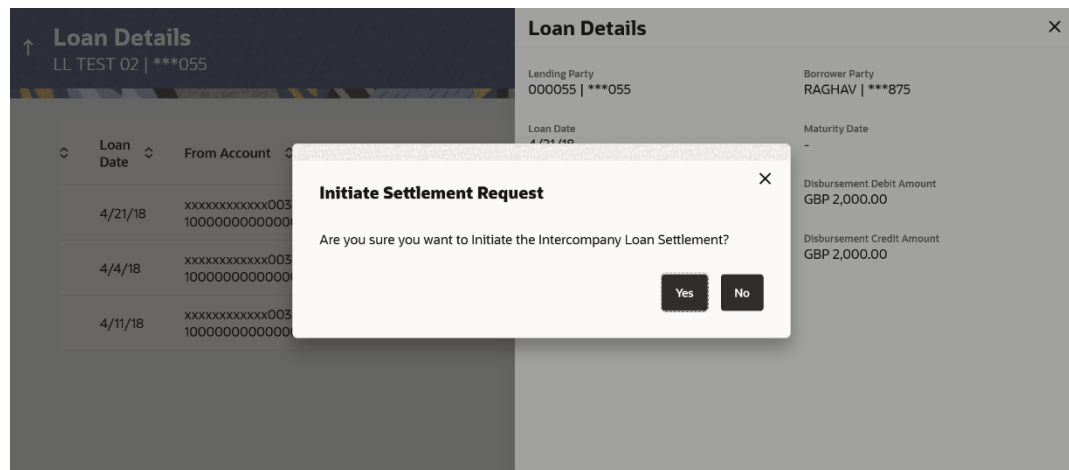 Loan Details
LL TEST 02 | ***055
Loan Date
From Account
4/21/18
xxxxxxxxxxxx003
4/4/18
xxxxxxxxxxxx003
4/11/18
xxxxxxxxxxxx003
Loan Details
Lending Party
000055 | ***055
Borrower Party
RAGHAV | ***875
Loan Date
4/21/18
Maturity Date
-
Disbursement Debit Amount
GBP 2,000.00
Disbursement Credit Amount
GBP 2,000.00
Initiate Settlement Request
Are you sure you want to Initiate the Intercompany Loan Settlement?
Yes
No